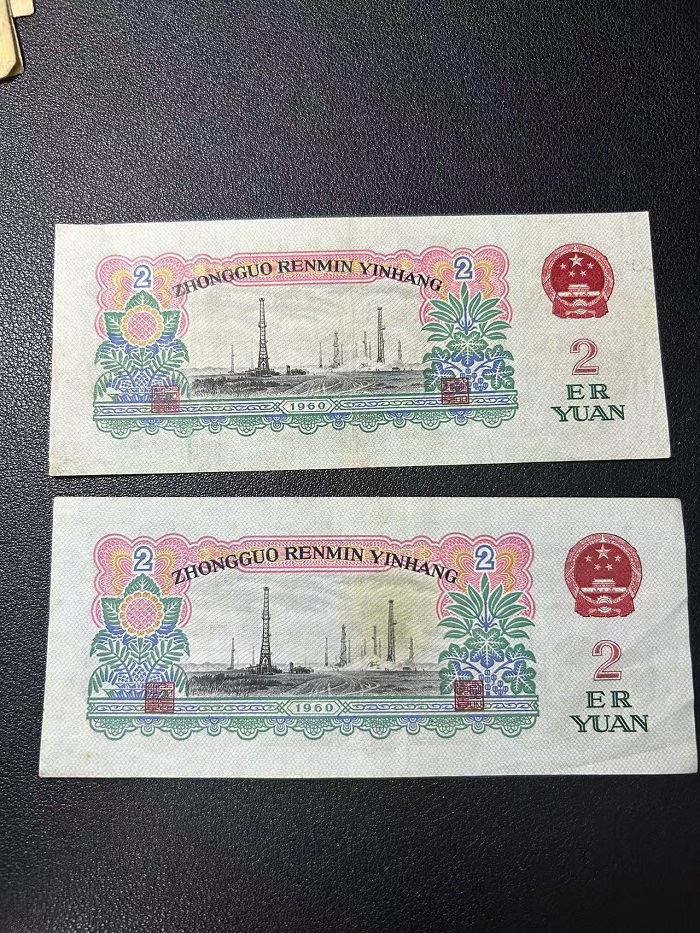 2 ZHONGGUO RENMIN YINHANG 2
2
ER
YUAN
1960
2 ZHONGGUO RENMIN YINHANG 2
2
ER
YUAN
1960